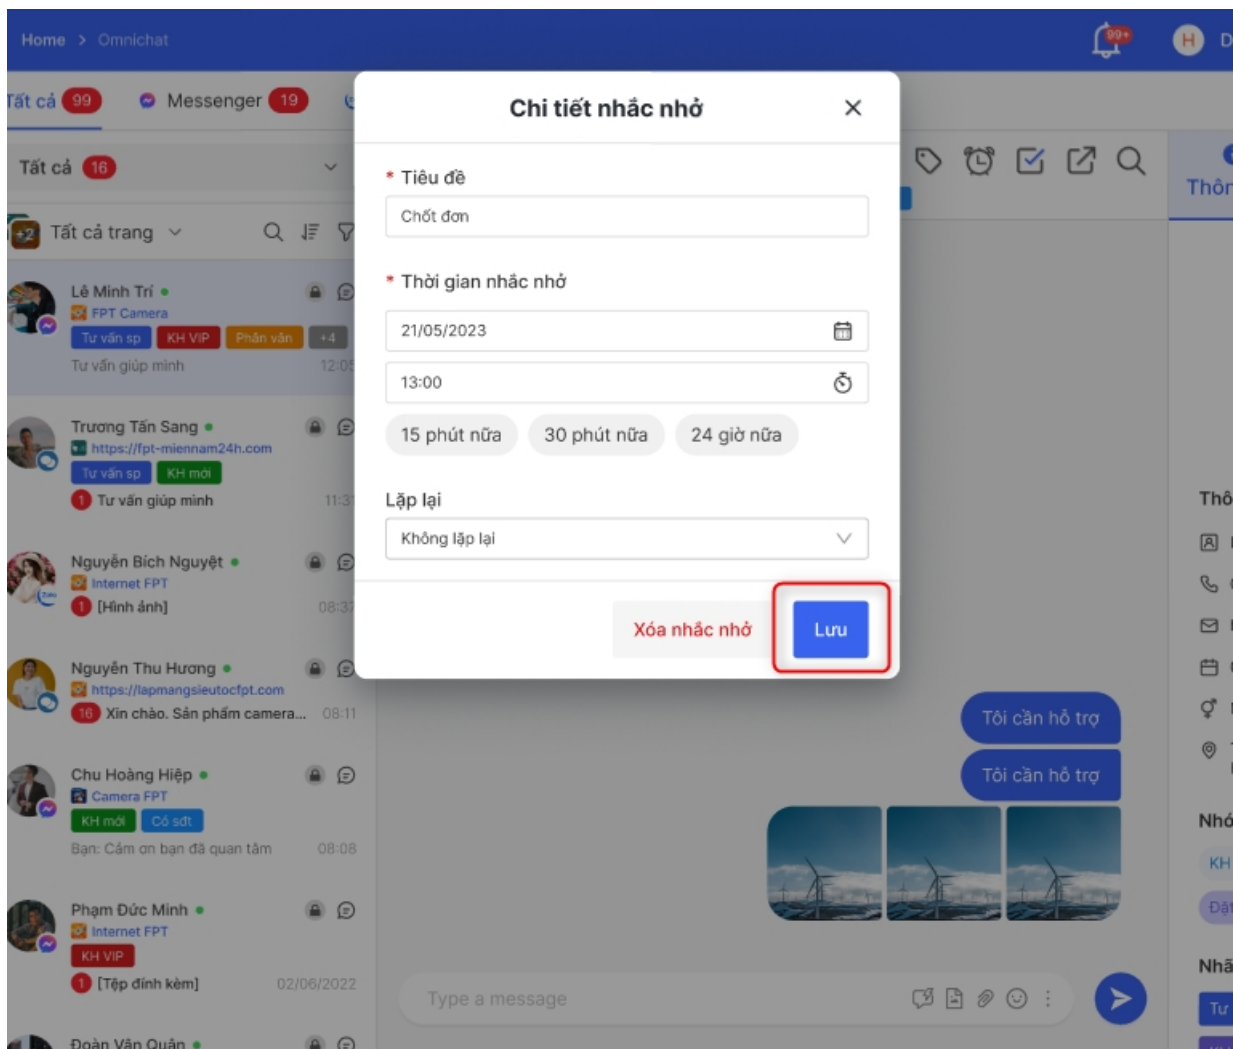 Home > Omnichat
99+
H
Tất cả 99
Messenger 19
Tất cả 16
+2 Tất cả trang
Lê Minh Trí
FPT Camera
Tư vấn sp KH VIP Phân vân +4
Tư vấn giúp mình 12:05
Trương Tấn Sang
https://fpt-miennam24h.com
Tư vấn sp KH mới
1 Tư vấn giúp mình
Nguyễn Bích Nguyệt
Internet FPT
1 [Hình ảnh] 08:37
Nguyễn Thu Hương
https://lapmangsieutocfpt.com
16 Xin chào. Sản phẩm camera... 08:11
Chu Hoàng Hiệp
Camera FPT
KH mới Có sdt
Bạn: Cảm ơn bạn đã quan tâm 08:08
Phạm Đức Minh
Internet FPT
KH VIP
1 [Tệp đính kèm] 02/06/2022
Đoàn Văn Quân
Chi tiết nhắc nhở
* Tiêu đề
Chốt đơn
* Thời gian nhắc nhở
21/05/2023
13:00
15 phút nữa 30 phút nữa 24 giờ nữa
Lặp lại
Không lặp lại
Xóa nhắc nhở Lưu
Tôi cần hỗ trợ
Tôi cần hỗ trợ
Type a message
KH
Tư